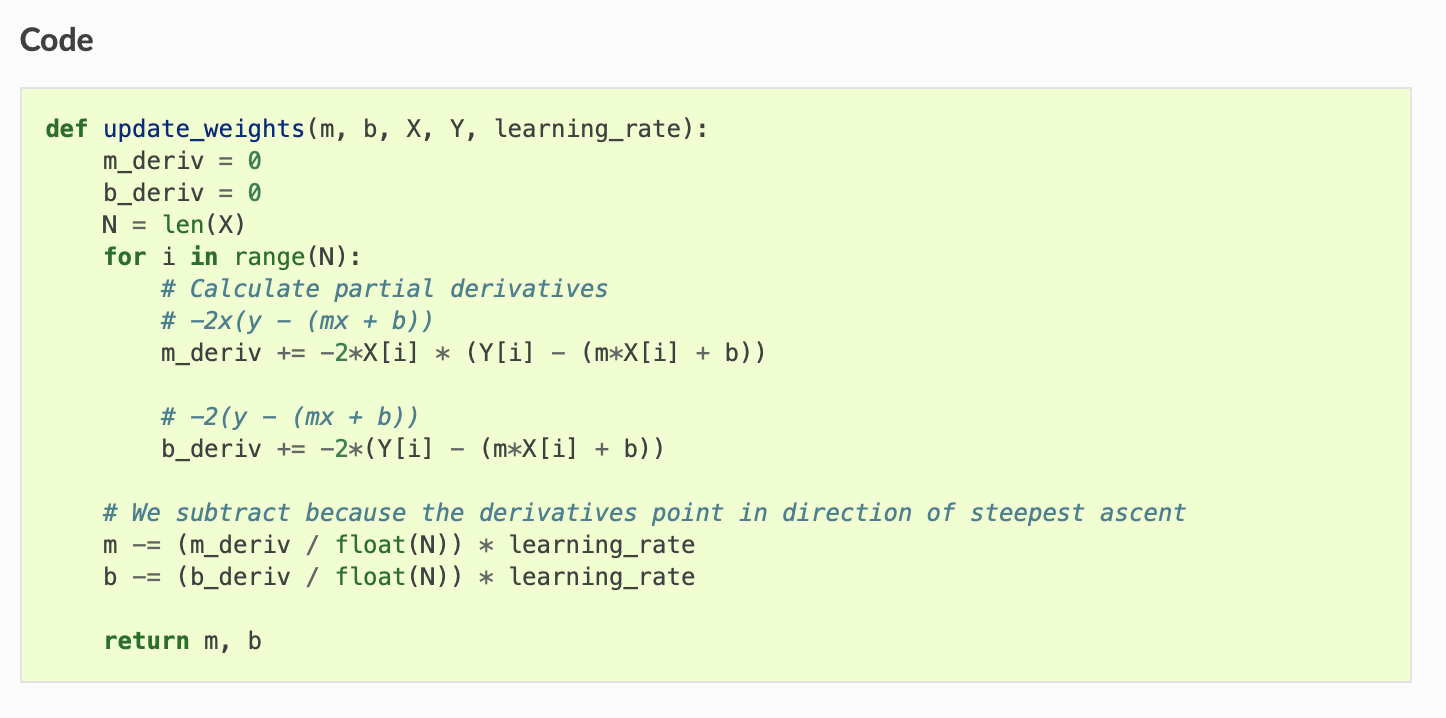 Code
def update_weights(m, b, X, Y, learning_rate):
    m_deriv = 0
    b_deriv = 0
    N = len(X)
    for i in range(N):
        # Calculate partial derivatives
        # -2x(y - (mx + b))
        m_deriv += -2*X[i] * (Y[i] - (m*X[i] + b))

        # -2(y - (mx + b))
        b_deriv += -2*(Y[i] - (m*X[i] + b))

    # We subtract because the derivatives point in direction of steepest ascent
    m -= (m_deriv / float(N)) * learning_rate
    b -= (b_deriv / float(N)) * learning_rate

    return m, b